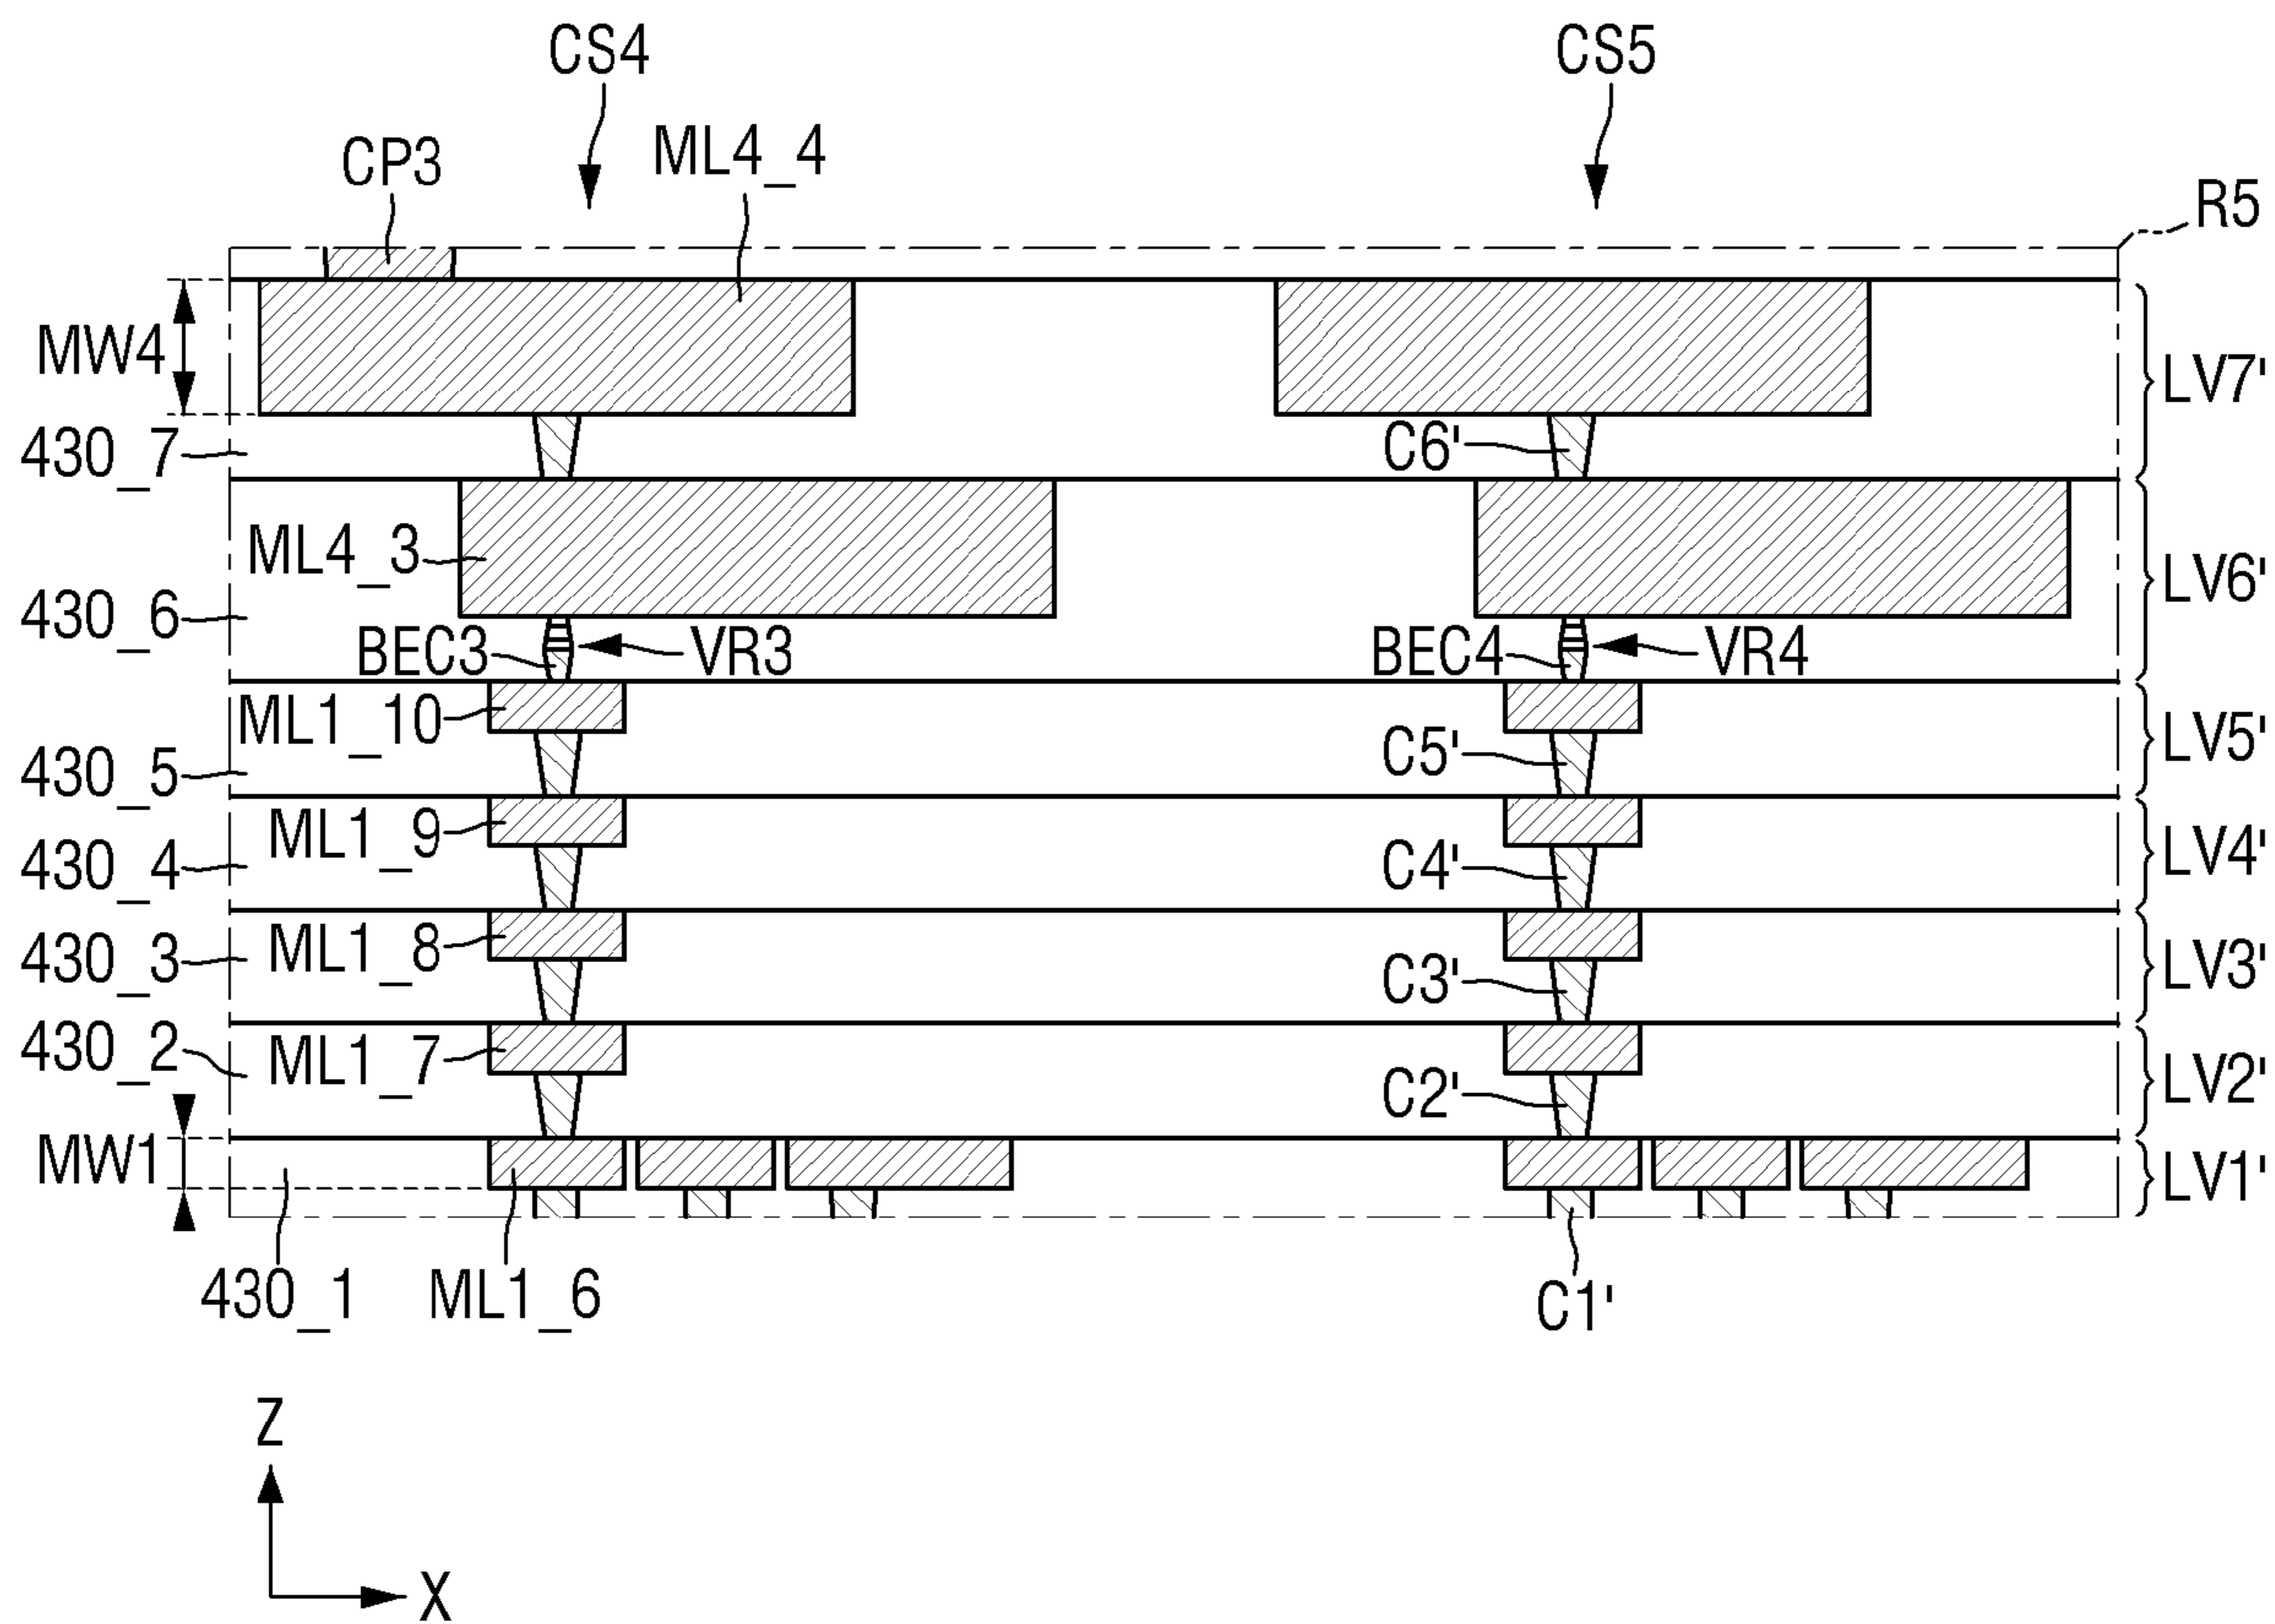 CS4
CS5
CP3
ML4_4
R5
MW4
LV7'
430_7
C6'
ML4_3
LV6'
430_6
BEC3
VR3
BEC4
VR4
ML1_10
LV5'
430_5
C5'
ML1_9
LV4'
430_4
C4'
ML1_8
LV3'
430_3
C3'
430_2
ML1_7
LV2'
C2'
MW1
LV1'
430_1
ML1_6
C1'
Z
X